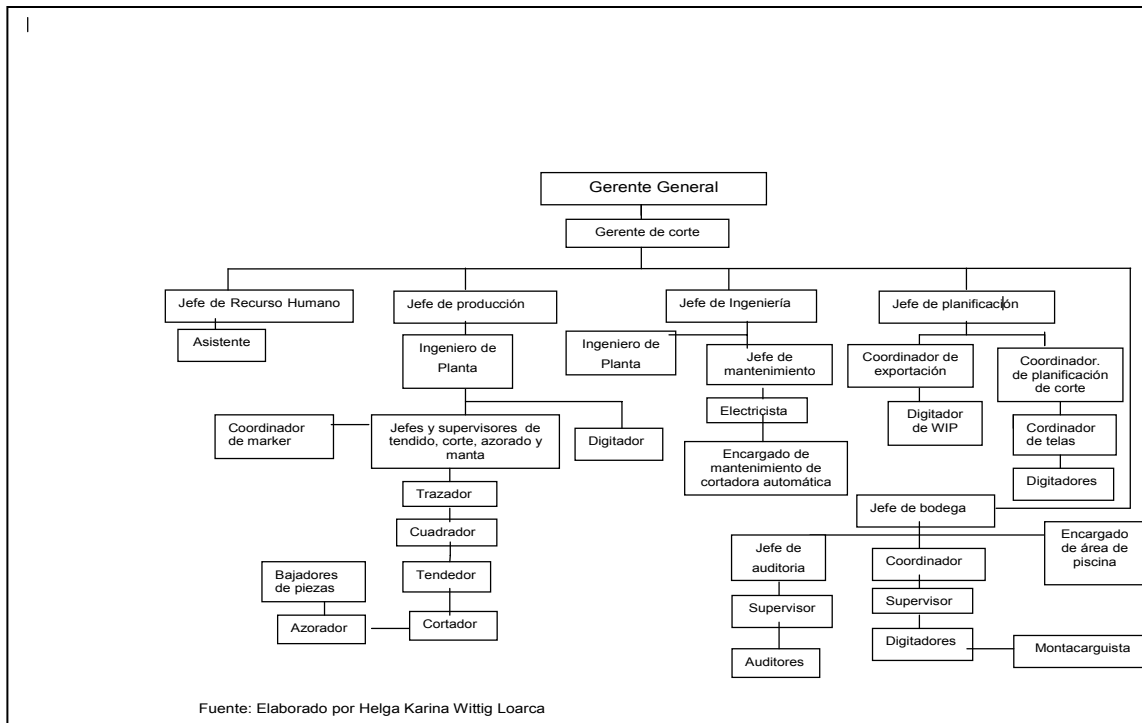 Gerente General
Gerente de corte
Jefe de Recurso Humano
Jefe de producción
Jefe de Ingeniería
Jefe de planificación
Asistente
Ingeniero de
Planta
Ingeniero de
Planta
Jefe de
mantenimiento
Coordinador de
exportación
Coordinador.
de planificación
de corte
Coordinador
de marker
Jefes y supervisores de
tendido, corte, azorado y
manta
Digitador
Electricista
Digitador
de WIP
Cordinador
de telas
Encargado de
mantenimiento de
cortadora automática
Digitadores
Trazador
Jefe de bodega
Cuadrador
Jefe de
auditoria
Coordinador
Encargado
de área de
piscina
Bajadores
de piezas
Tendedor
Supervisor
Supervisor
Azorador
Cortador
Digitadores
Montacarguista
Auditores
Fuente: Elaborado por Helga Karina Wittig Loarca